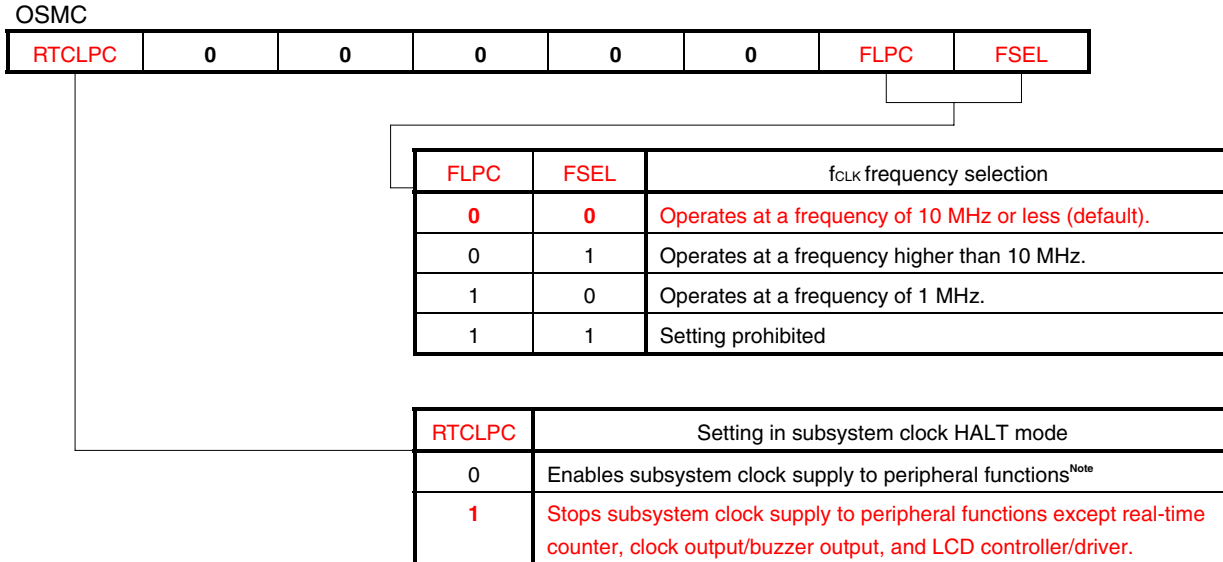 OSMC
RTCLPC 0 0 0 0 0 FLPC FSEL
FLPC FSEL fCLK frequency selection
0 0 Operates at a frequency of 10 MHz or less (default).
0 1 Operates at a frequency higher than 10 MHz.
1 0 Operates at a frequency of 1 MHz.
1 1 Setting prohibited
RTCLPC Setting in subsystem clock HALT mode
0 Enables subsystem clock supply to peripheral functionsNote
1 Stops subsystem clock supply to peripheral functions except real-time
counter, clock output/buzzer output, and LCD controller/driver.